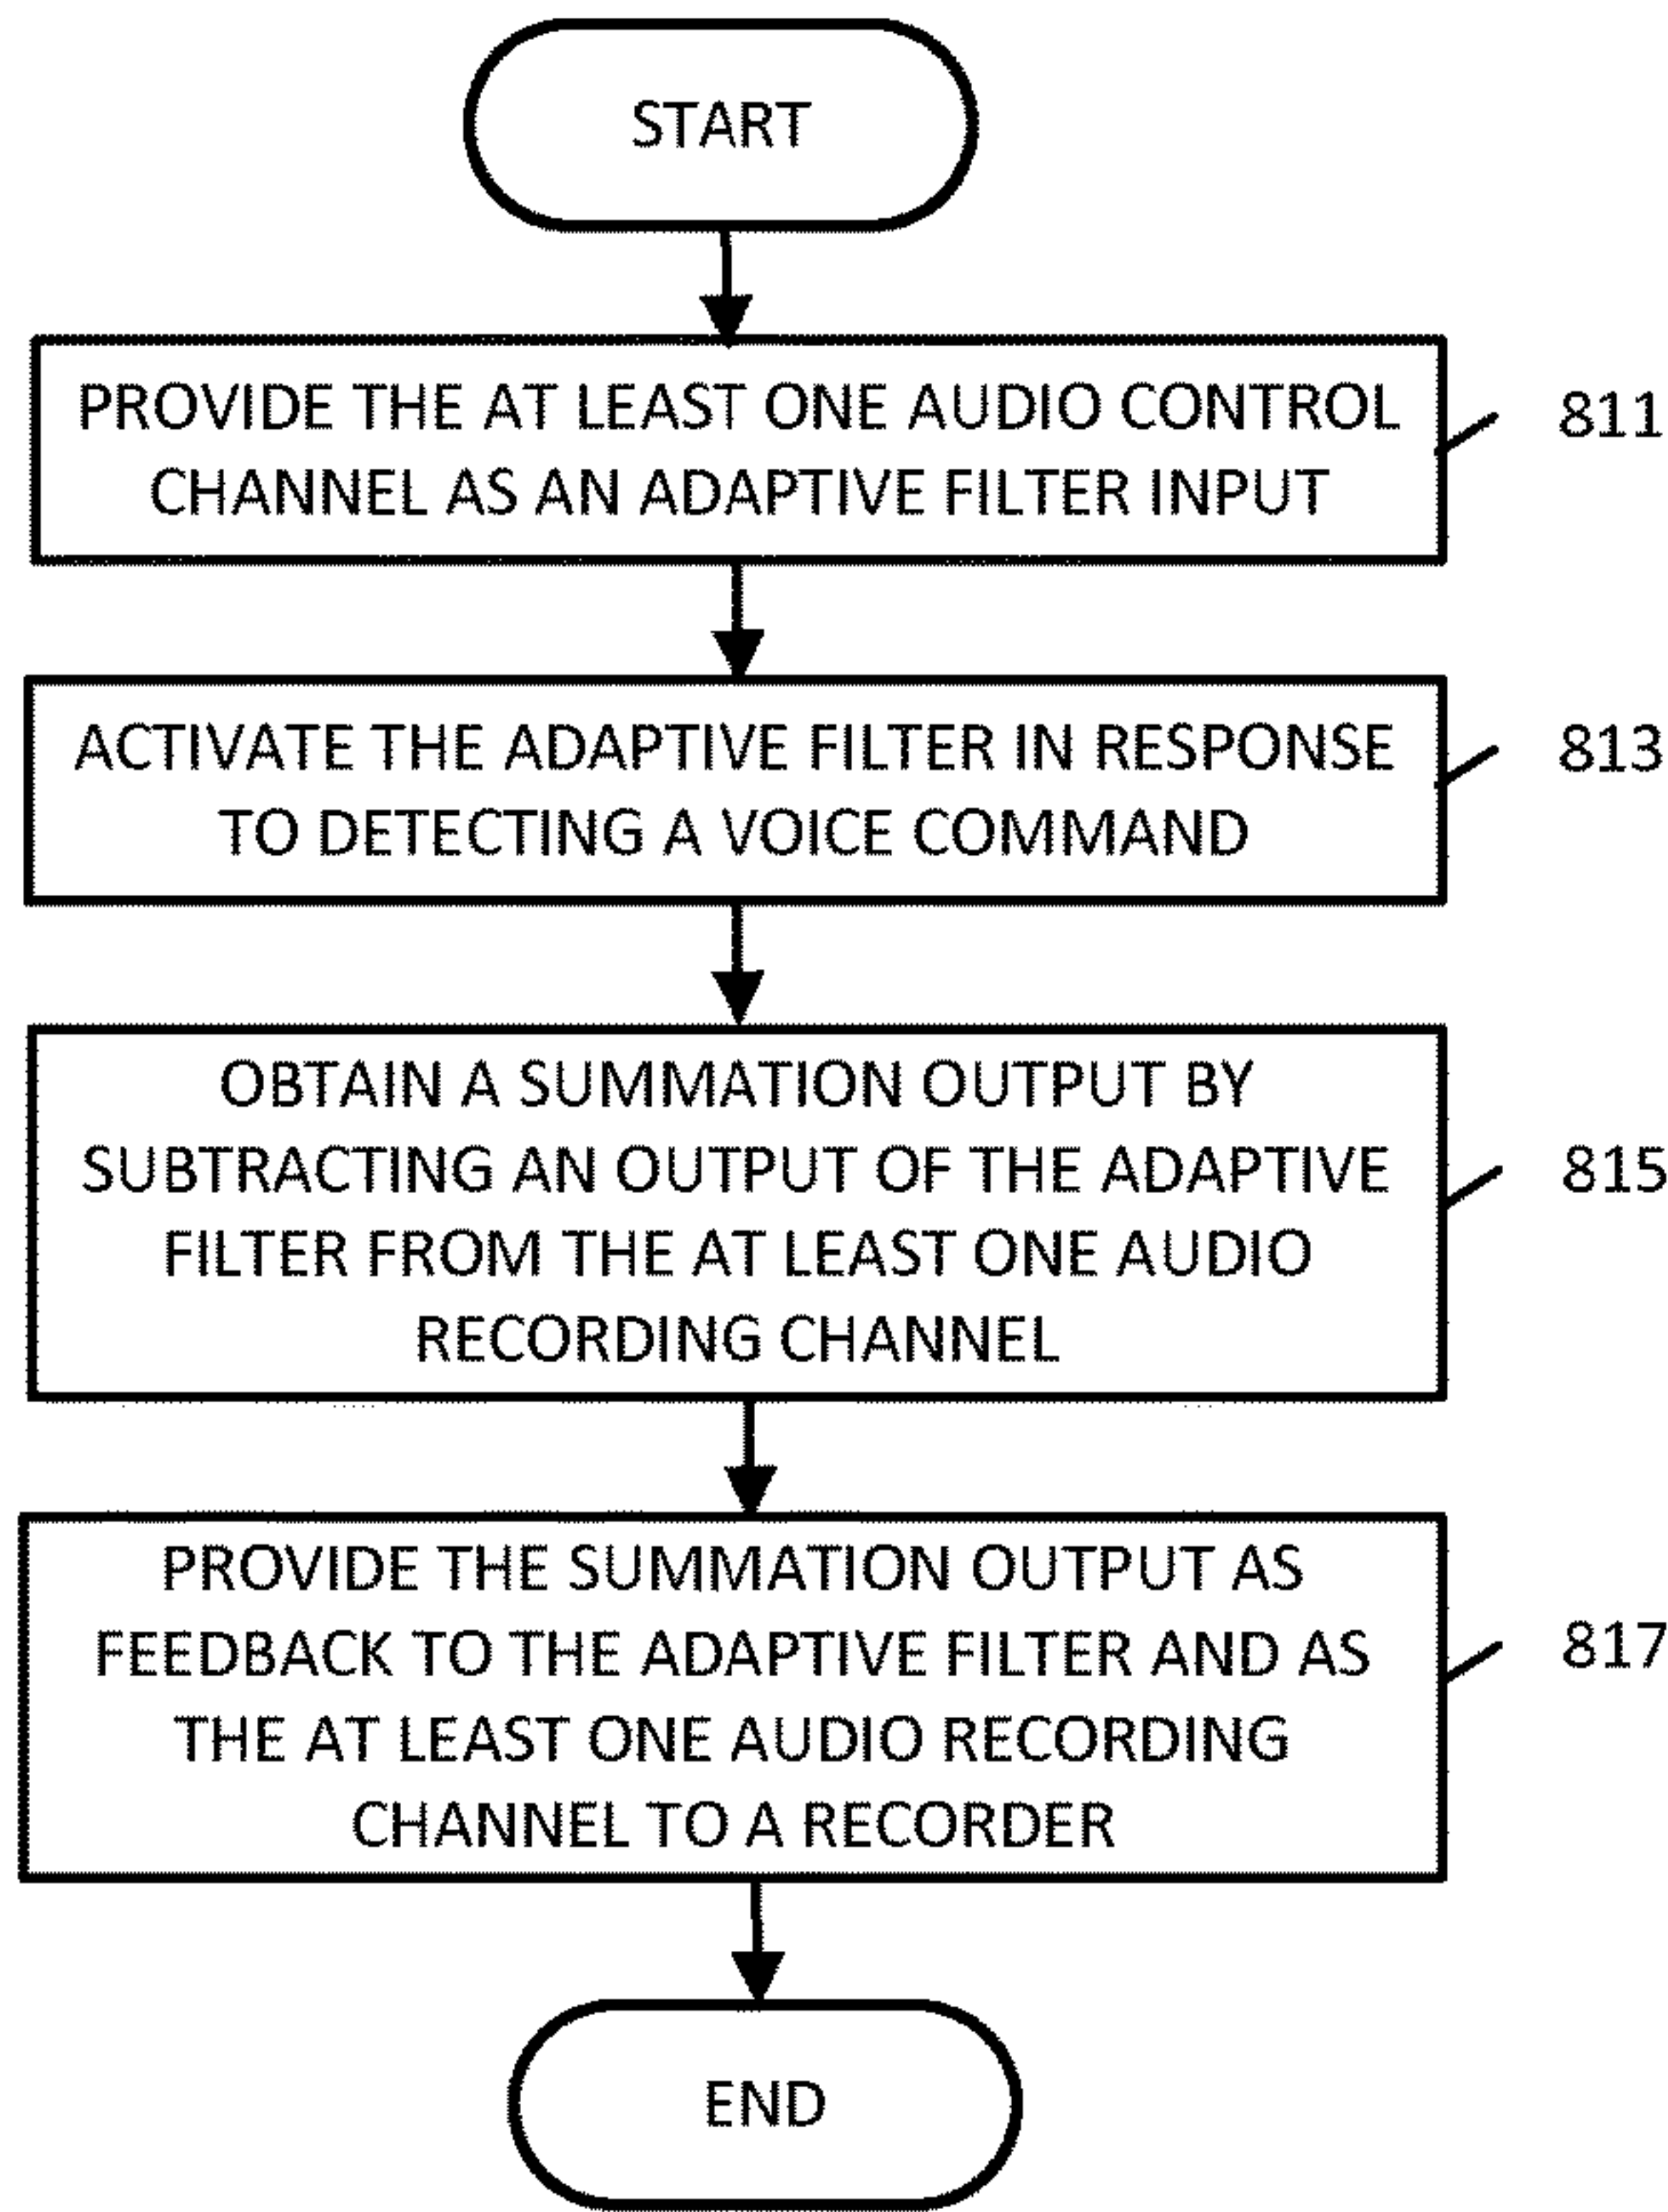 START
PROVIDE THE AT LEAST ONE AUDIO CONTROL
CHANNEL AS AN ADAPTIVE FILTER INPUT
811
ACTIVATE THE ADAPTIVE FILTER IN RESPONSE
TO DETECTING A VOICE COMMAND
813
OBTAIN A SUMMATION OUTPUT BY
SUBTRACTING AN OUTPUT OF THE ADAPTIVE
FILTER FROM THE AT LEAST ONE AUDIO
RECORDING CHANNEL
815
PROVIDE THE SUMMATION OUTPUT AS
FEEDBACK TO THE ADAPTIVE FILTER AND AS
THE AT LEAST ONE AUDIO RECORDING
CHANNEL TO A RECORDER
817
END